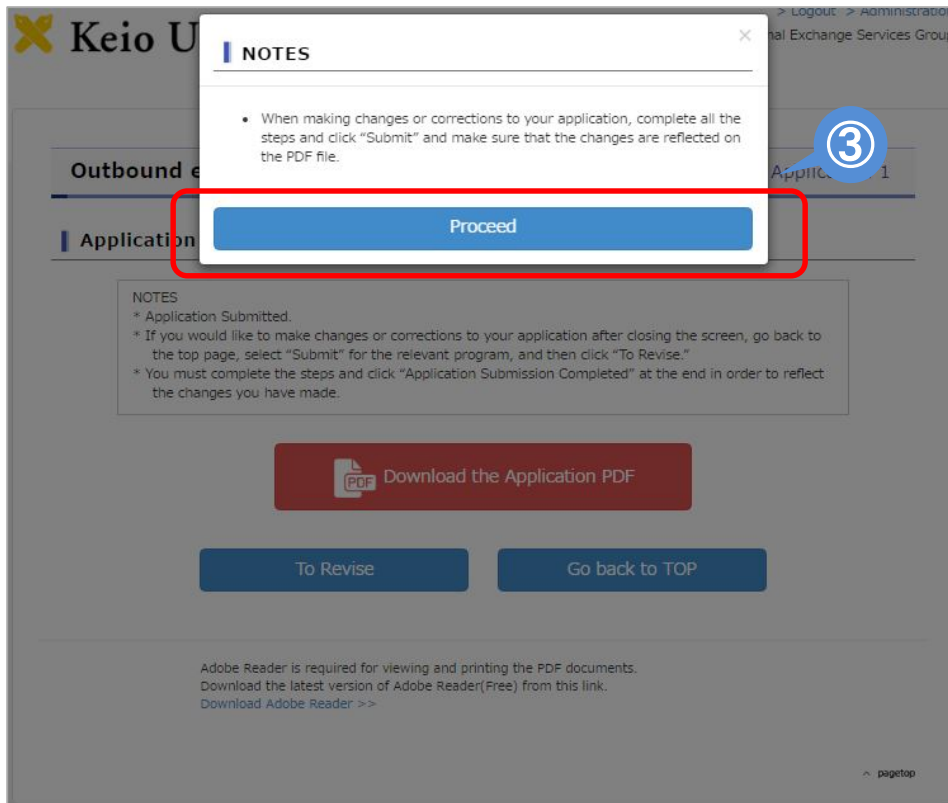 > Logout > Administration
Keio U
nal Exchange Services Group
×
NOTES
• When making changes or corrections to your application, complete all the
steps and click “Submit” and make sure that the changes are reflected on
the PDF file.
③
Outbound e
Applic 1
Proceed
Application
NOTES
* Application Submitted.
* If you would like to make changes or corrections to your application after closing the screen, go back to
the top page, select “Submit” for the relevant program, and then click “To Revise.”
* You must complete the steps and click “Application Submission Completed” at the end in order to reflect
the changes you have made.
PDF Download the Application PDF
To Revise
Go back to TOP
Adobe Reader is required for viewing and printing the PDF documents.
Download the latest version of Adobe Reader(Free) from this link.
Download Adobe Reader >>
pagetop